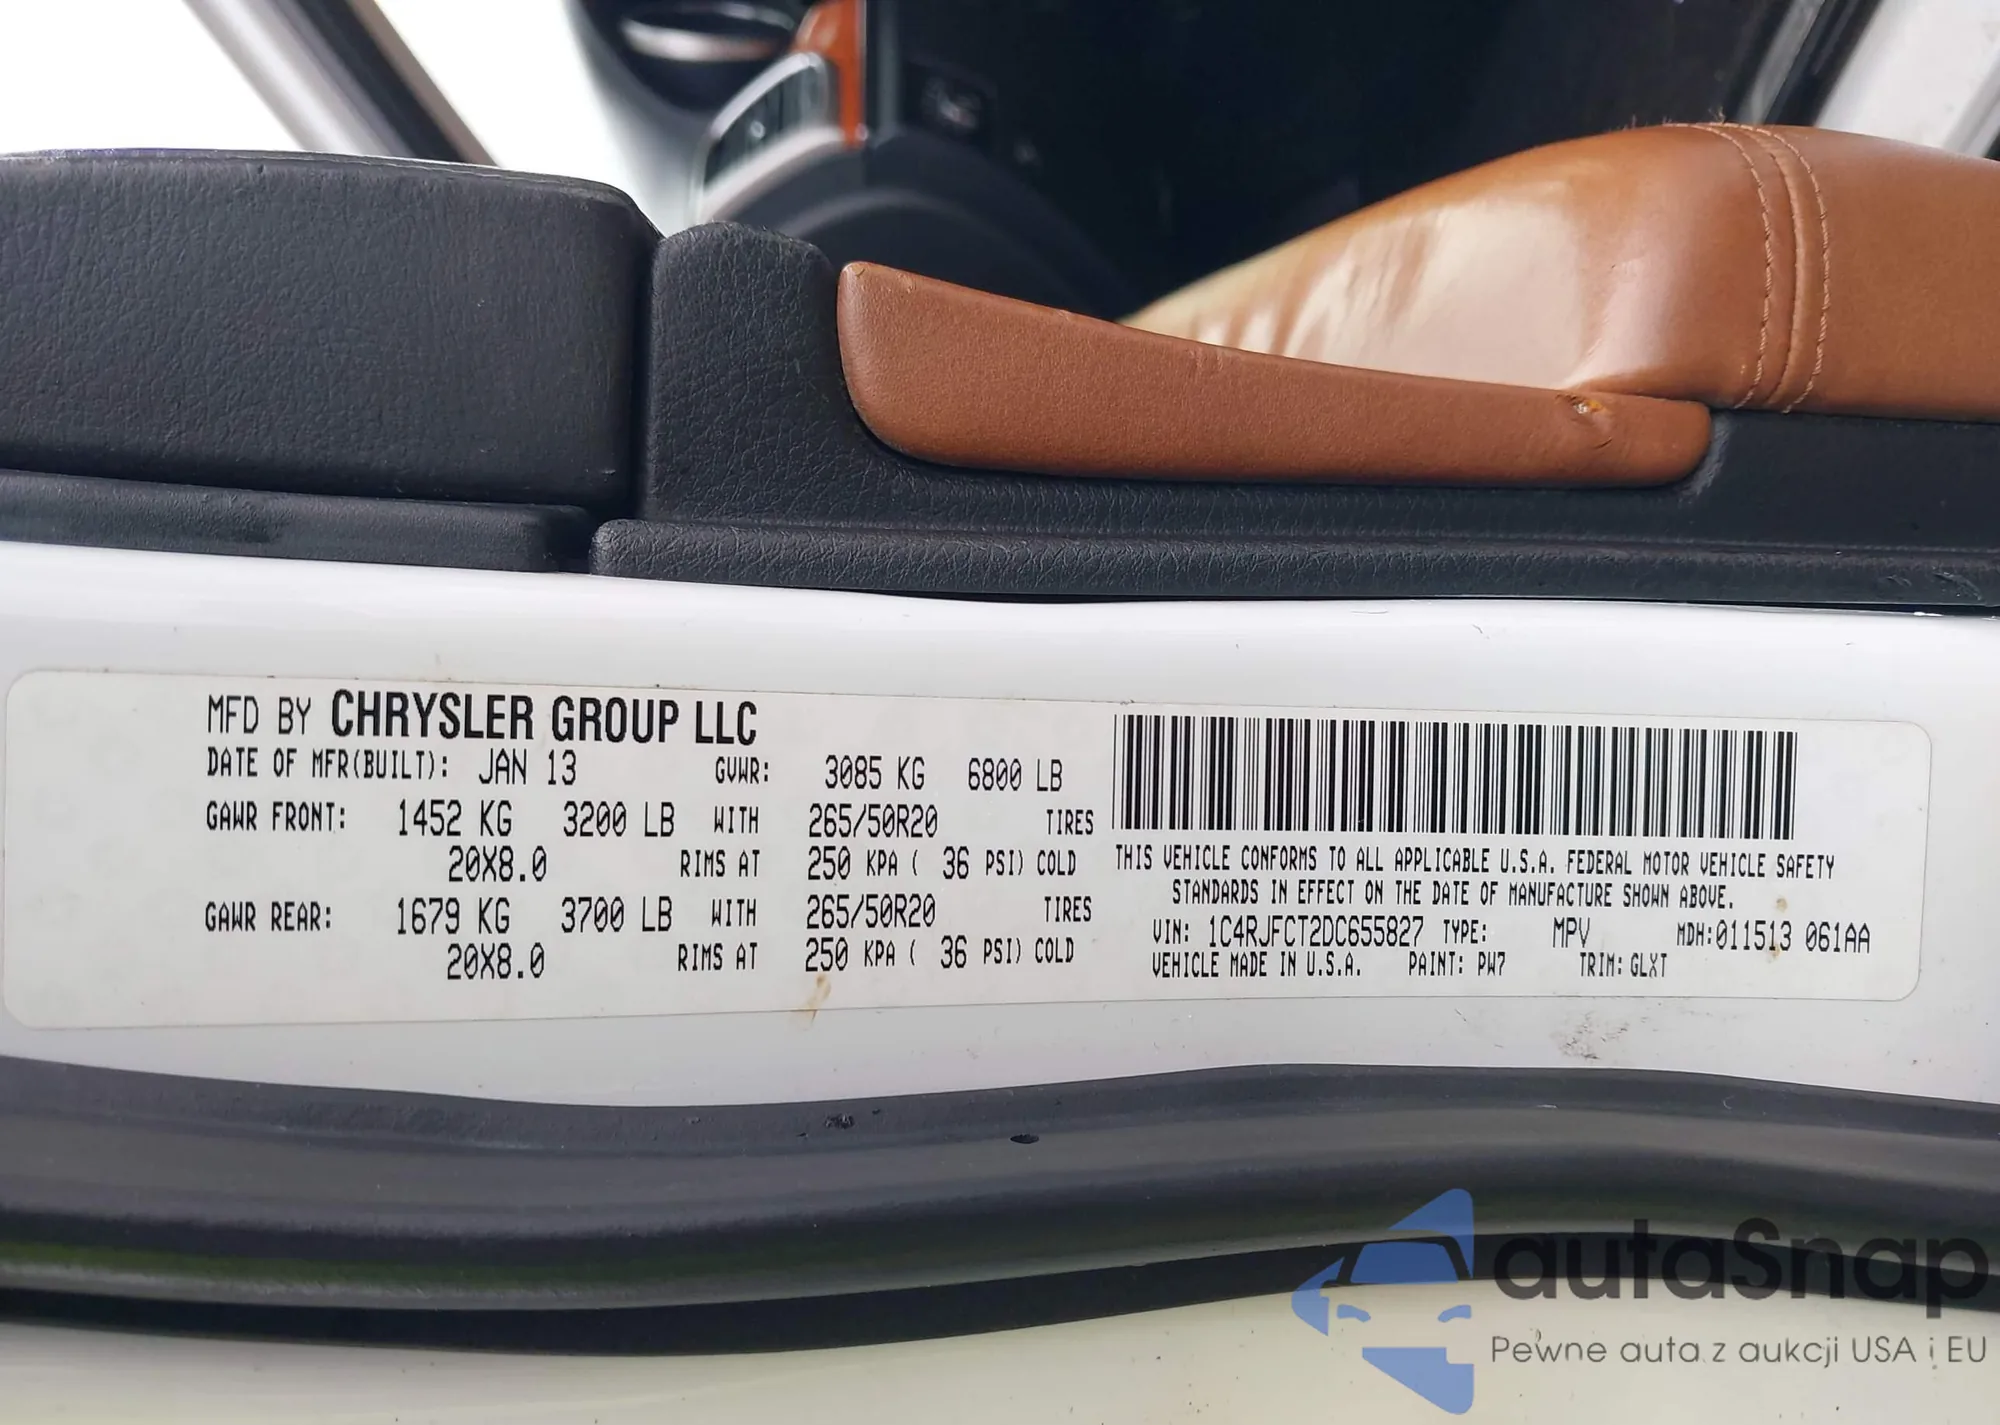 MFD BY CHRYSLER GROUP LLC
DATE OF MFR(BUILT): JAN 13 GVWR: 3085 KG 6800 LB
GAWR FRONT: 1452 KG 3200 LB WITH 265/50R20 TIRES
20X8.0 RIMS AT 250 KPA ( 36 PSI) COLD
GAWR REAR: 1679 KG 3700 LB WITH 265/50R20 TIRES
20X8.0 RIMS AT 250 KPA ( 36 PSI) COLD
THIS VEHICLE CONFORMS TO ALL APPLICABLE U.S.A. FEDERAL MOTOR VEHICLE SAFETY
STANDARDS IN EFFECT ON THE DATE OF MANUFACTURE SHOWN ABOVE.
VIN: 1C4RJFCT2DC655827 TYPE: MPV MDH:011513 061AA
VEHICLE MADE IN U.S.A. PAINT: PW7 TRIM: GLXT
autaSnap
Pewne auta z aukcji USA i EU